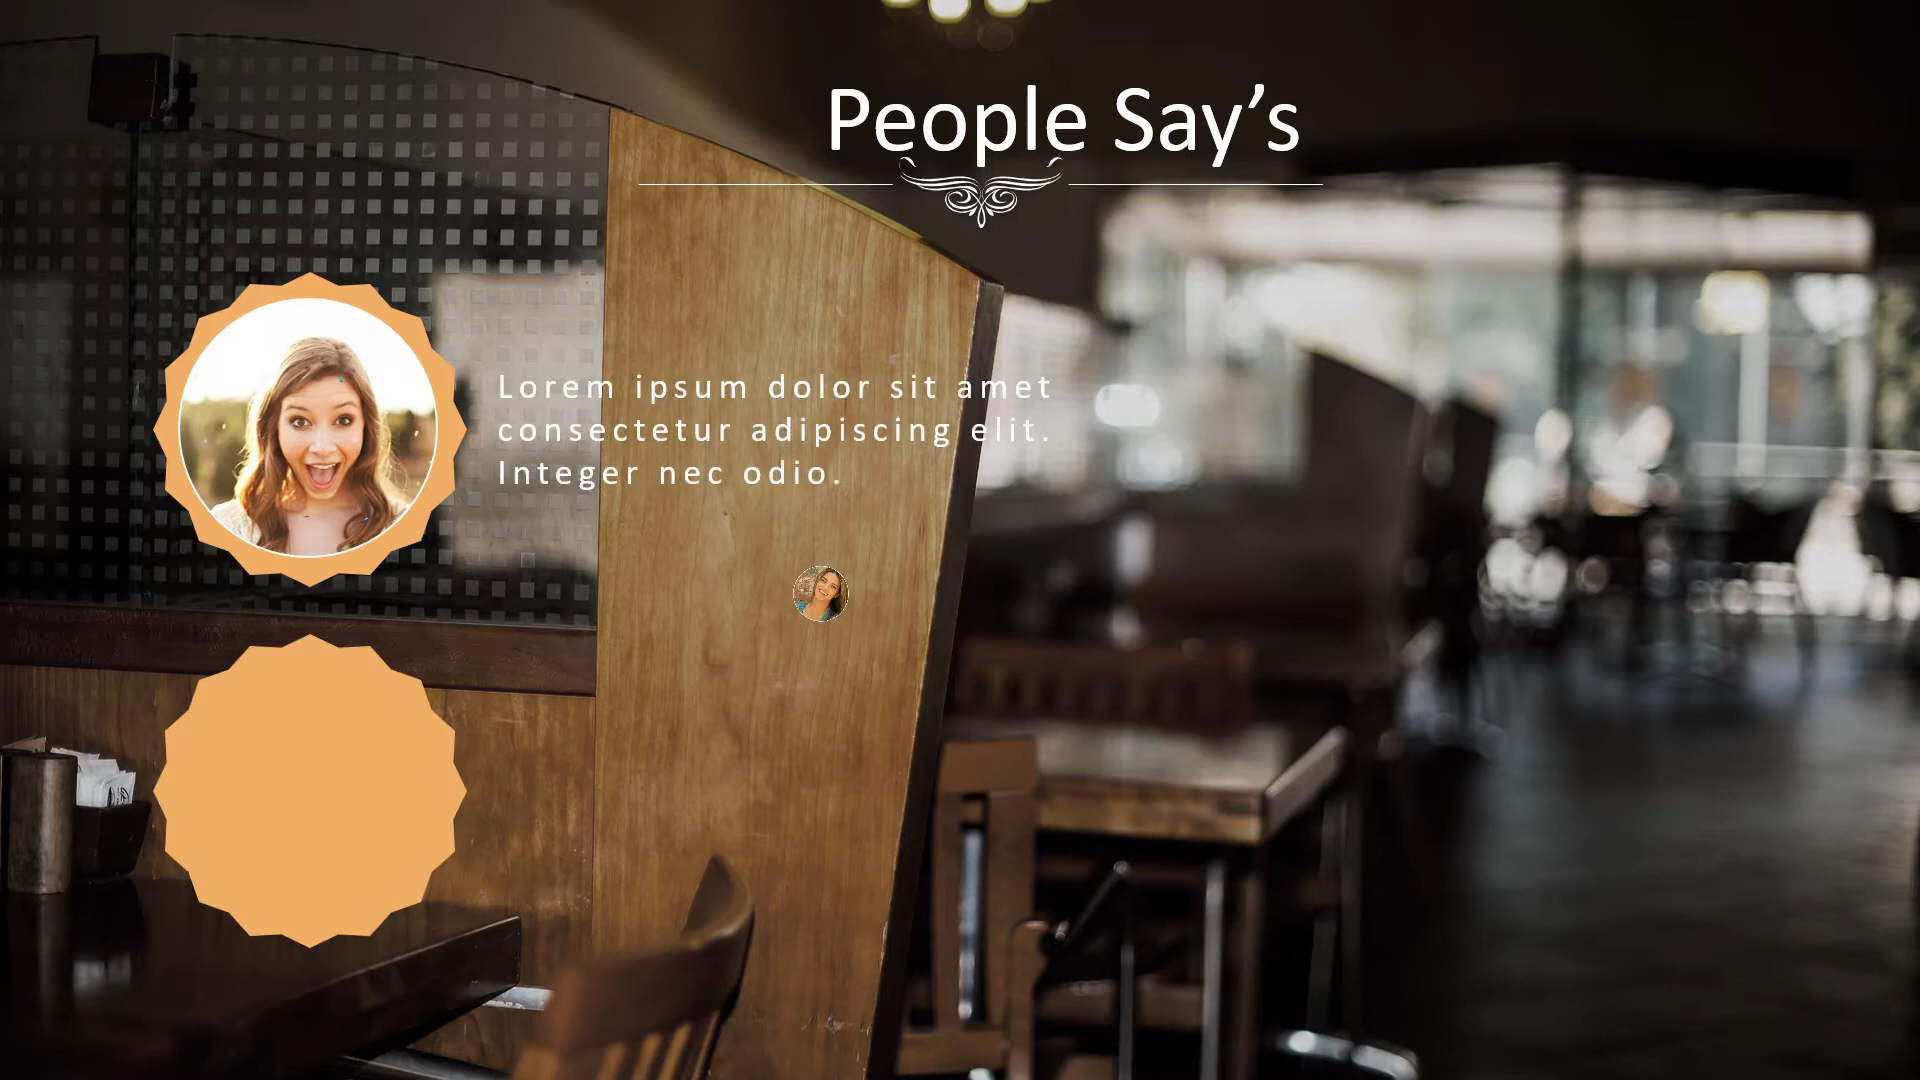 People Say’s
Lorem ipsum dolor sit amet
consectetur adipiscing elit.
Integer nec odio.